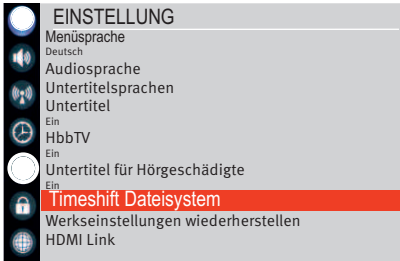 EINSTELLUNG
Menüsprache
Deutsch
Audiosprache
Untertitelsprachen
Untertitel
Ein
HbbTV
Ein
Untertitel für Hörgeschädigte
Ein
Timeshift Dateisystem
Werkseinstellungen wiederherstellen
HDMI Link